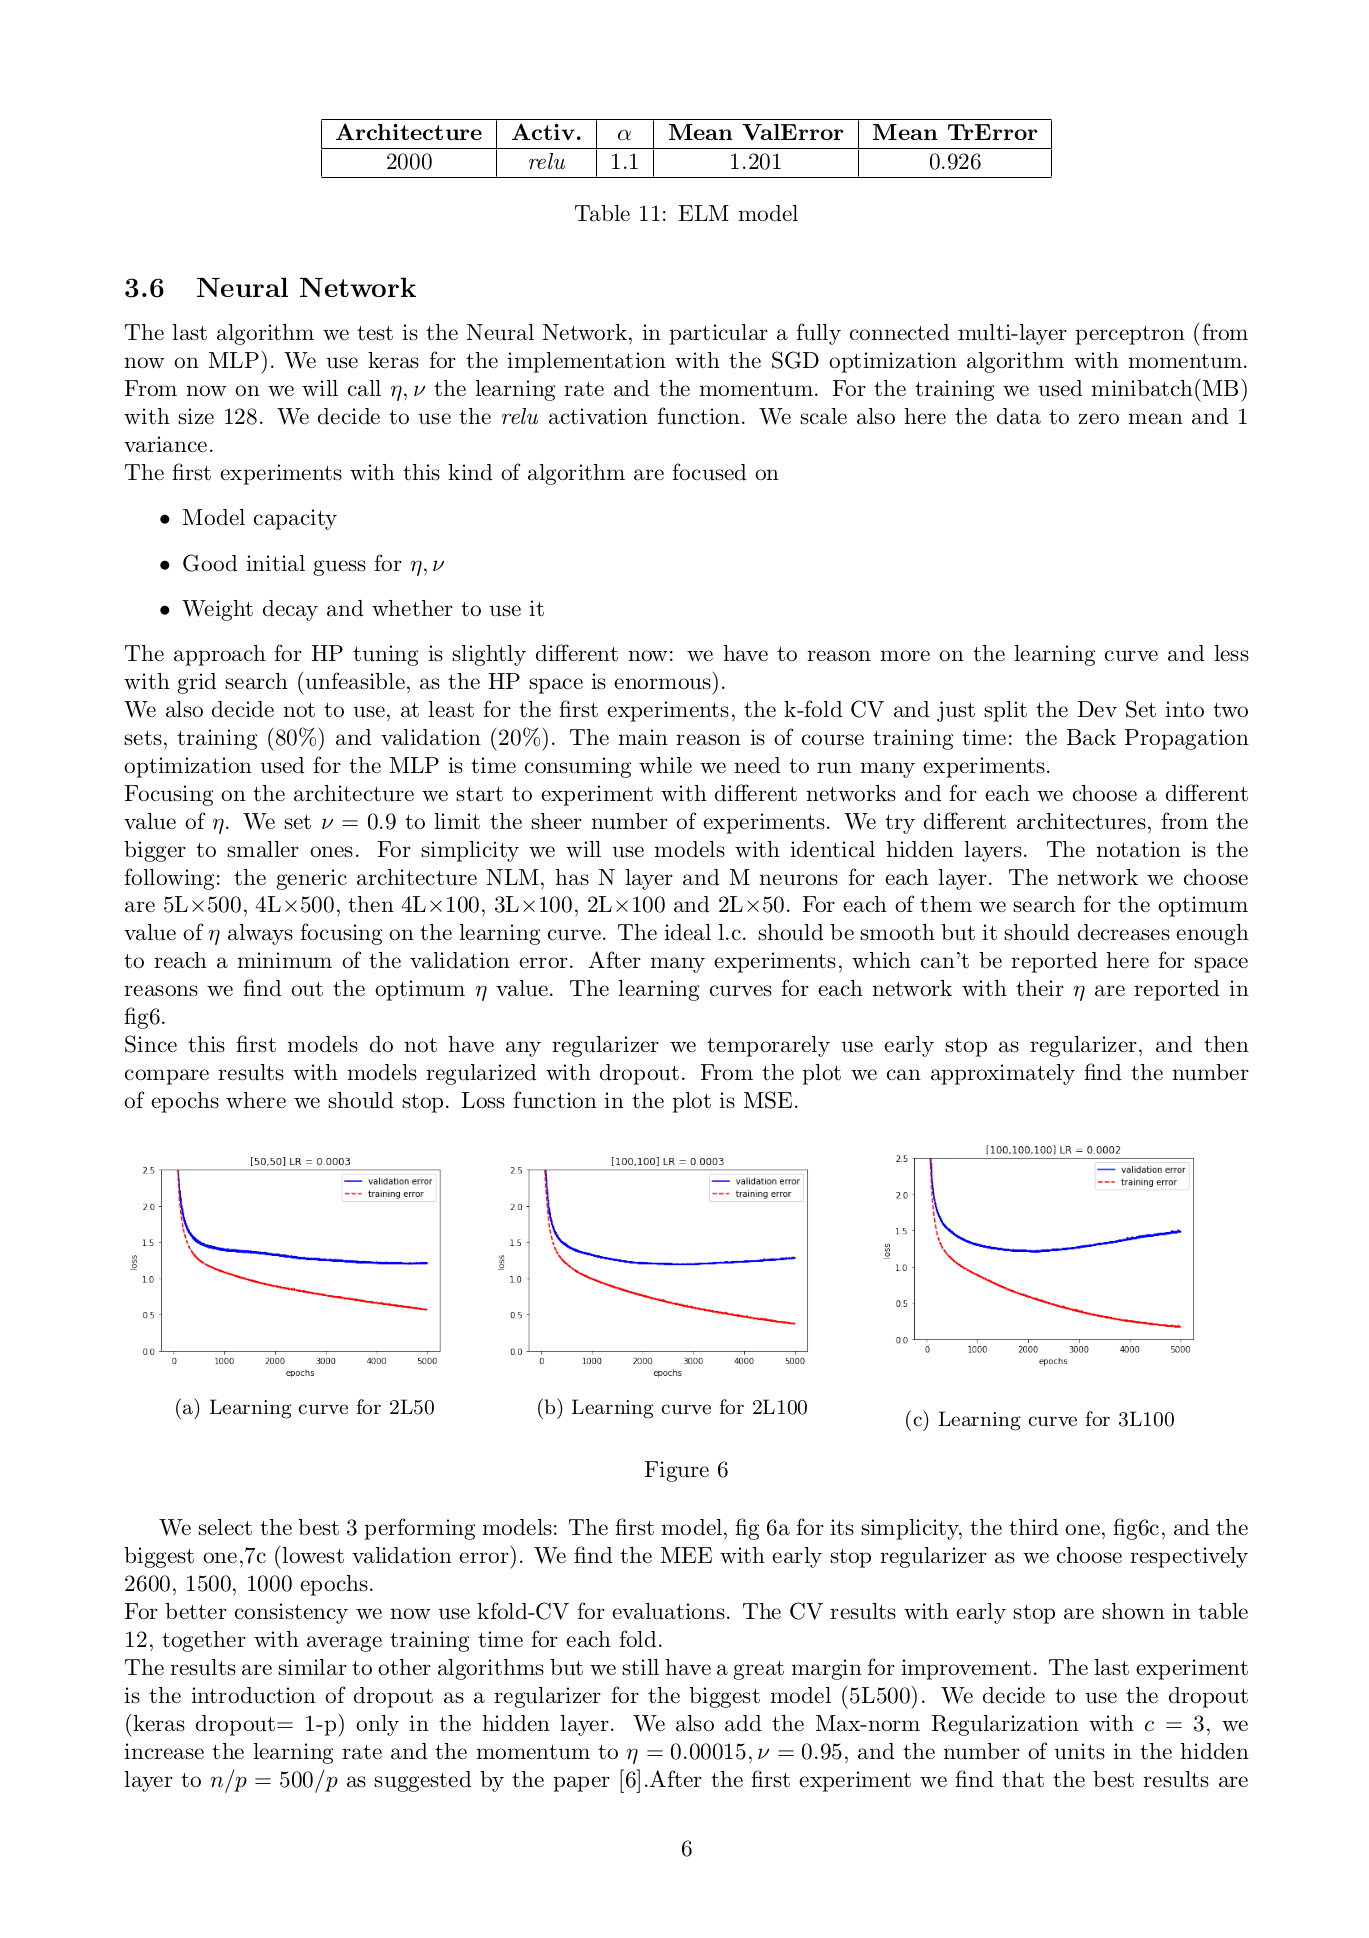 Architecture Activ. α Mean ValError Mean TrError
2000 relu 1.1 1.201 0.926
Table 11: ELM model
3.6 Neural Network
The last algorithm we test is the Neural Network, in particular a fully connected multi-layer perceptron (from
now on MLP). We use keras for the implementation with the SGD optimization algorithm with momentum.
From now on we will call η, ν the learning rate and the momentum. For the training we used minibatch(MB)
with size 128. We decide to use the relu activation function. We scale also here the data to zero mean and 1
variance.
The first experiments with this kind of algorithm are focused on
• Model capacity
• Good initial guess for η, ν
• Weight decay and whether to use it
The approach for HP tuning is slightly different now: we have to reason more on the learning curve and less
with grid search (unfeasible, as the HP space is enormous).
We also decide not to use, at least for the first experiments, the k-fold CV and just split the Dev Set into two
sets, training (80%) and validation (20%). The main reason is of course training time: the Back Propagation
optimization used for the MLP is time consuming while we need to run many experiments.
Focusing on the architecture we start to experiment with different networks and for each we choose a different
value of η. We set ν = 0.9 to limit the sheer number of experiments. We try different architectures, from the
bigger to smaller ones. For simplicity we will use models with identical hidden layers. The notation is the
following: the generic architecture NLM, has N layer and M neurons for each layer. The network we choose
are 5L×500, 4L×500, then 4L×100, 3L×100, 2L×100 and 2L×50. For each of them we search for the optimum
value of η always focusing on the learning curve. The ideal l.c. should be smooth but it should decreases enough
to reach a minimum of the validation error. After many experiments, which can't be reported here for space
reasons we find out the optimum η value. The learning curves for each network with their η are reported in
fig6.
Since this first models do not have any regularizer we temporarely use early stop as regularizer, and then
compare results with models regularized with dropout. From the plot we can approximately find the number
of epochs where we should stop. Loss function in the plot is MSE.
[50,50] LR = 0.0003
validation error
training error
2.5
2.0
1.5
1.0
0.5
0.0
loss
0 1000 2000 3000 4000 5000
epochs
(a) Learning curve for 2L50
[100,100] LR = 0.0003
validation error
training error
2.5
2.0
1.5
1.0
0.5
0.0
loss
0 1000 2000 3000 4000 5000
epochs
(b) Learning curve for 2L100
[100,100,100] LR = 0.0002
validation error
training error
2.5
2.0
1.5
1.0
0.5
0.0
loss
0 1000 2000 3000 4000 5000
epochs
(c) Learning curve for 3L100
Figure 6
We select the best 3 performing models: The first model, fig 6a for its simplicity, the third one, fig6c, and the
biggest one,7c (lowest validation error). We find the MEE with early stop regularizer as we choose respectively
2600, 1500, 1000 epochs.
For better consistency we now use kfold-CV for evaluations. The CV results with early stop are shown in table
12, together with average training time for each fold.
The results are similar to other algorithms but we still have a great margin for improvement. The last experiment
is the introduction of dropout as a regularizer for the biggest model (5L500). We decide to use the dropout
(keras dropout= 1-p) only in the hidden layer. We also add the Max-norm Regularization with c = 3, we
increase the learning rate and the momentum to η = 0.00015, ν = 0.95, and the number of units in the hidden
layer to n/p = 500/p as suggested by the paper [6].After the first experiment we find that the best results are
6